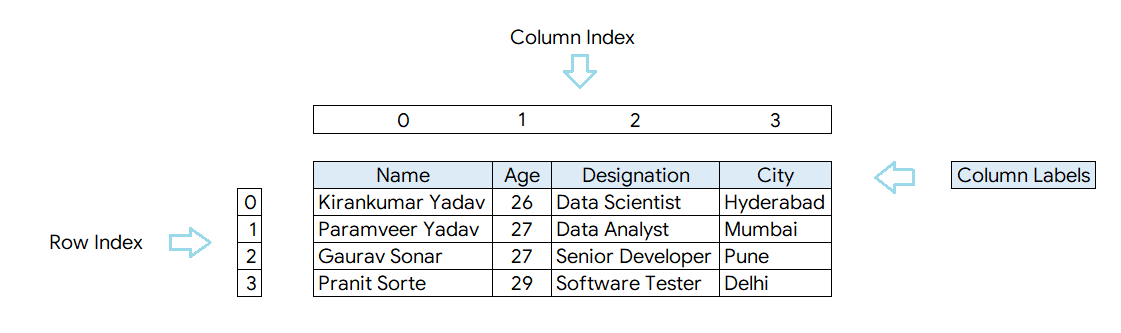 Column Index
0 1 2 3
Name Age Designation City Column Labels
0 Kirankumar Yadav 26 Data Scientist Hyderabad
1 Paramveer Yadav 27 Data Analyst Mumbai
Row Index
2 Gaurav Sonar 27 Senior Developer Pune
3 Pranit Sorte 29 Software Tester Delhi